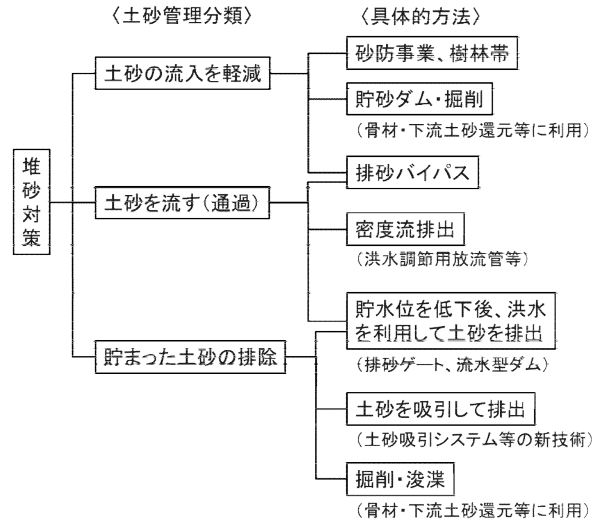 〈土砂管理分類〉
〈具体的方法〉
堆砂対策
土砂の流入を軽減
砂防事業、樹林帯
貯砂ダム・掘削
（骨材・下流土砂還元等に利用）
排砂バイパス
土砂を流す（通過）
密度流排出
（洪水調節用放流管等）
貯水位を低下後、洪水
を利用して土砂を排出
（排砂ゲート、流水型ダム）
貯まった土砂の排除
土砂を吸引して排出
（土砂吸引システム等の新技術）
掘削・浚渫
（骨材・下流土砂還元等に利用）